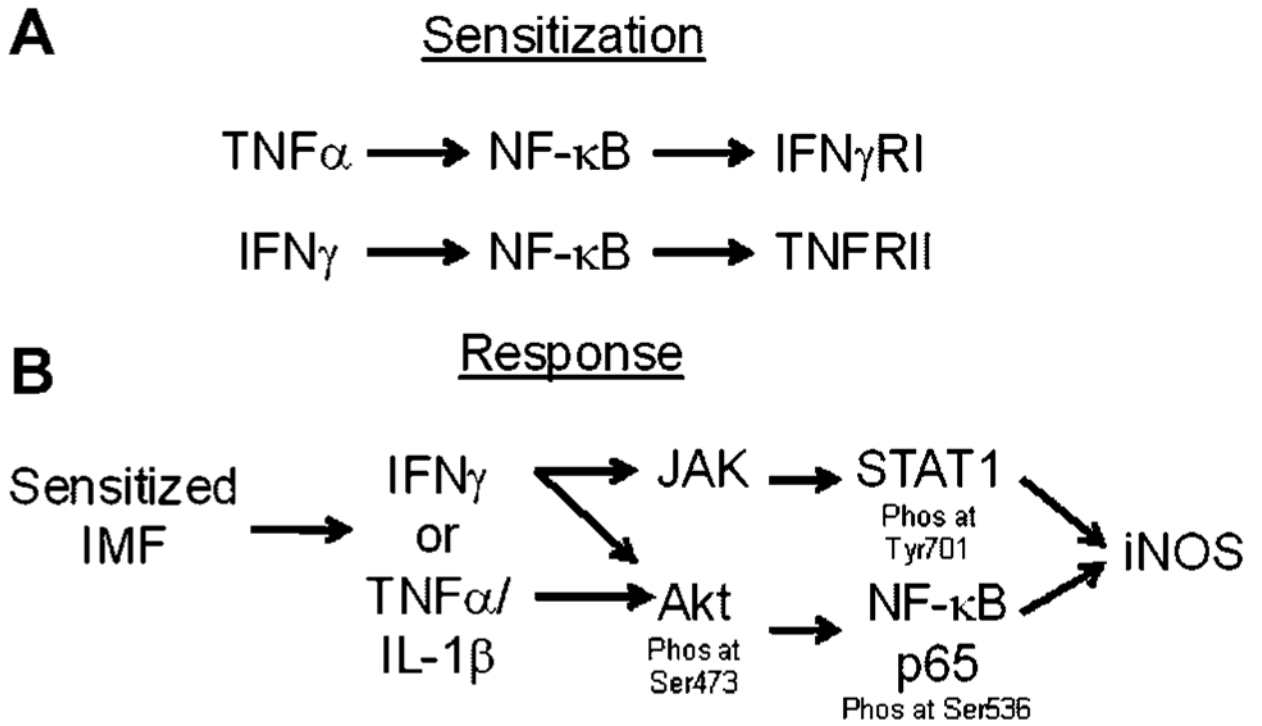 A
Sensitization
TNFα NF-κB IFNγRI
IFNγ NF-κB TNFRII
B
Response
Sensitized
IMF
IFNγ
or
TNFα/
IL-1β
JAK
Akt
Phos at
Ser473
STAT1
Phos at
Tyr701
NF-κB
p65
Phos at Ser536
iNOS